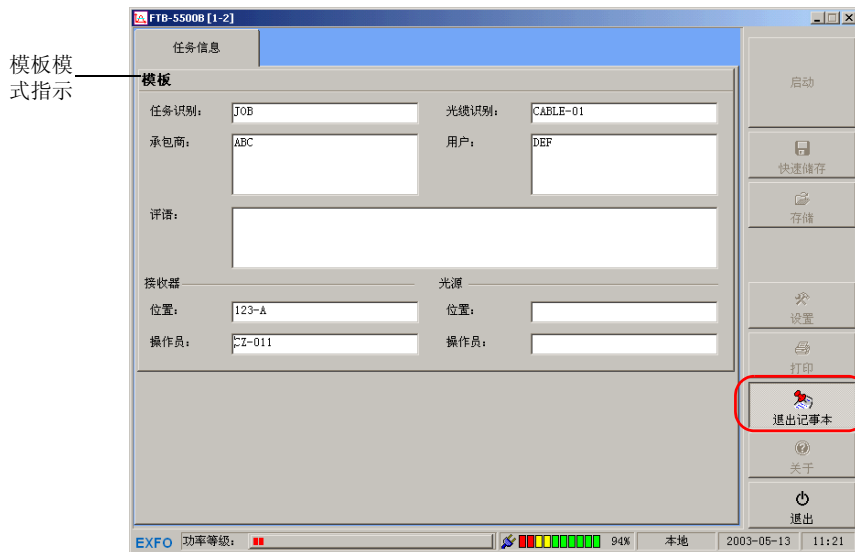 FTB-5500B [1-2]
任务信息
模板模
式指示
模板
任务识别: JOB 光缆识别: CABLE-01
承包商: ABC 用户: DEF
评语:
接收器 光源
位置: 123-A 位置:
操作员: CZ-011 操作员:
启动
快速储存
存储
设置
打印
退出记事本
关于
退出
EXFO 功率等级: 94% 本地 2003-05-13 11:21